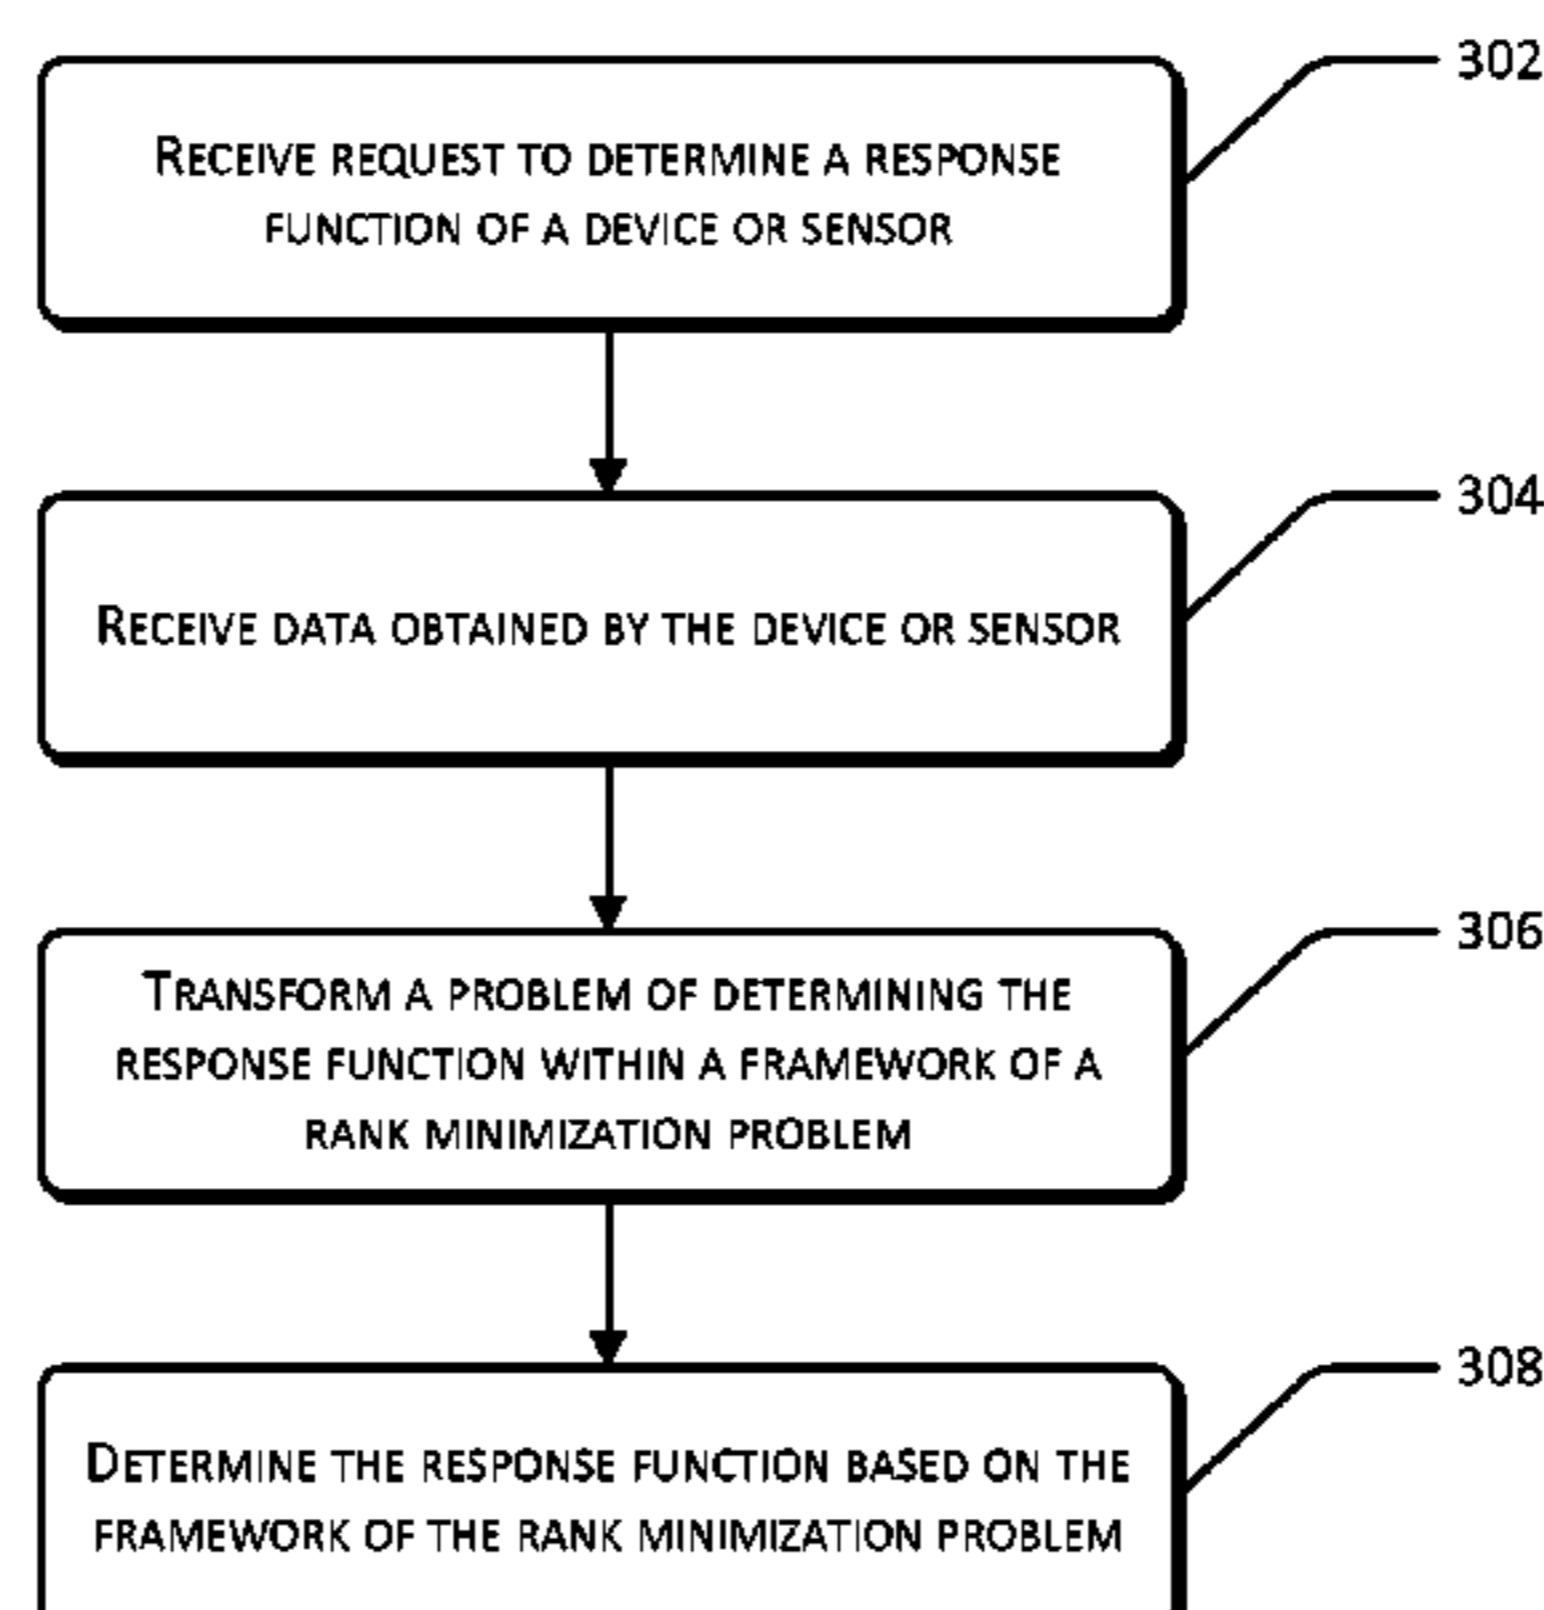 302
RECEIVE REQUEST TO DETERMINE A RESPONSE
FUNCTION OF A DEVICE OR SENSOR
304
RECEIVE DATA OBTAINED BY THE DEVICE OR SENSOR
306
TRANSFORM A PROBLEM OF DETERMINING THE
RESPONSE FUNCTION WITHIN A FRAMEWORK OF A
RANK MINIMIZATION PROBLEM
308
DETERMINE THE RESPONSE FUNCTION BASED ON THE
FRAMEWORK OF THE RANK MINIMIZATION PROBLEM